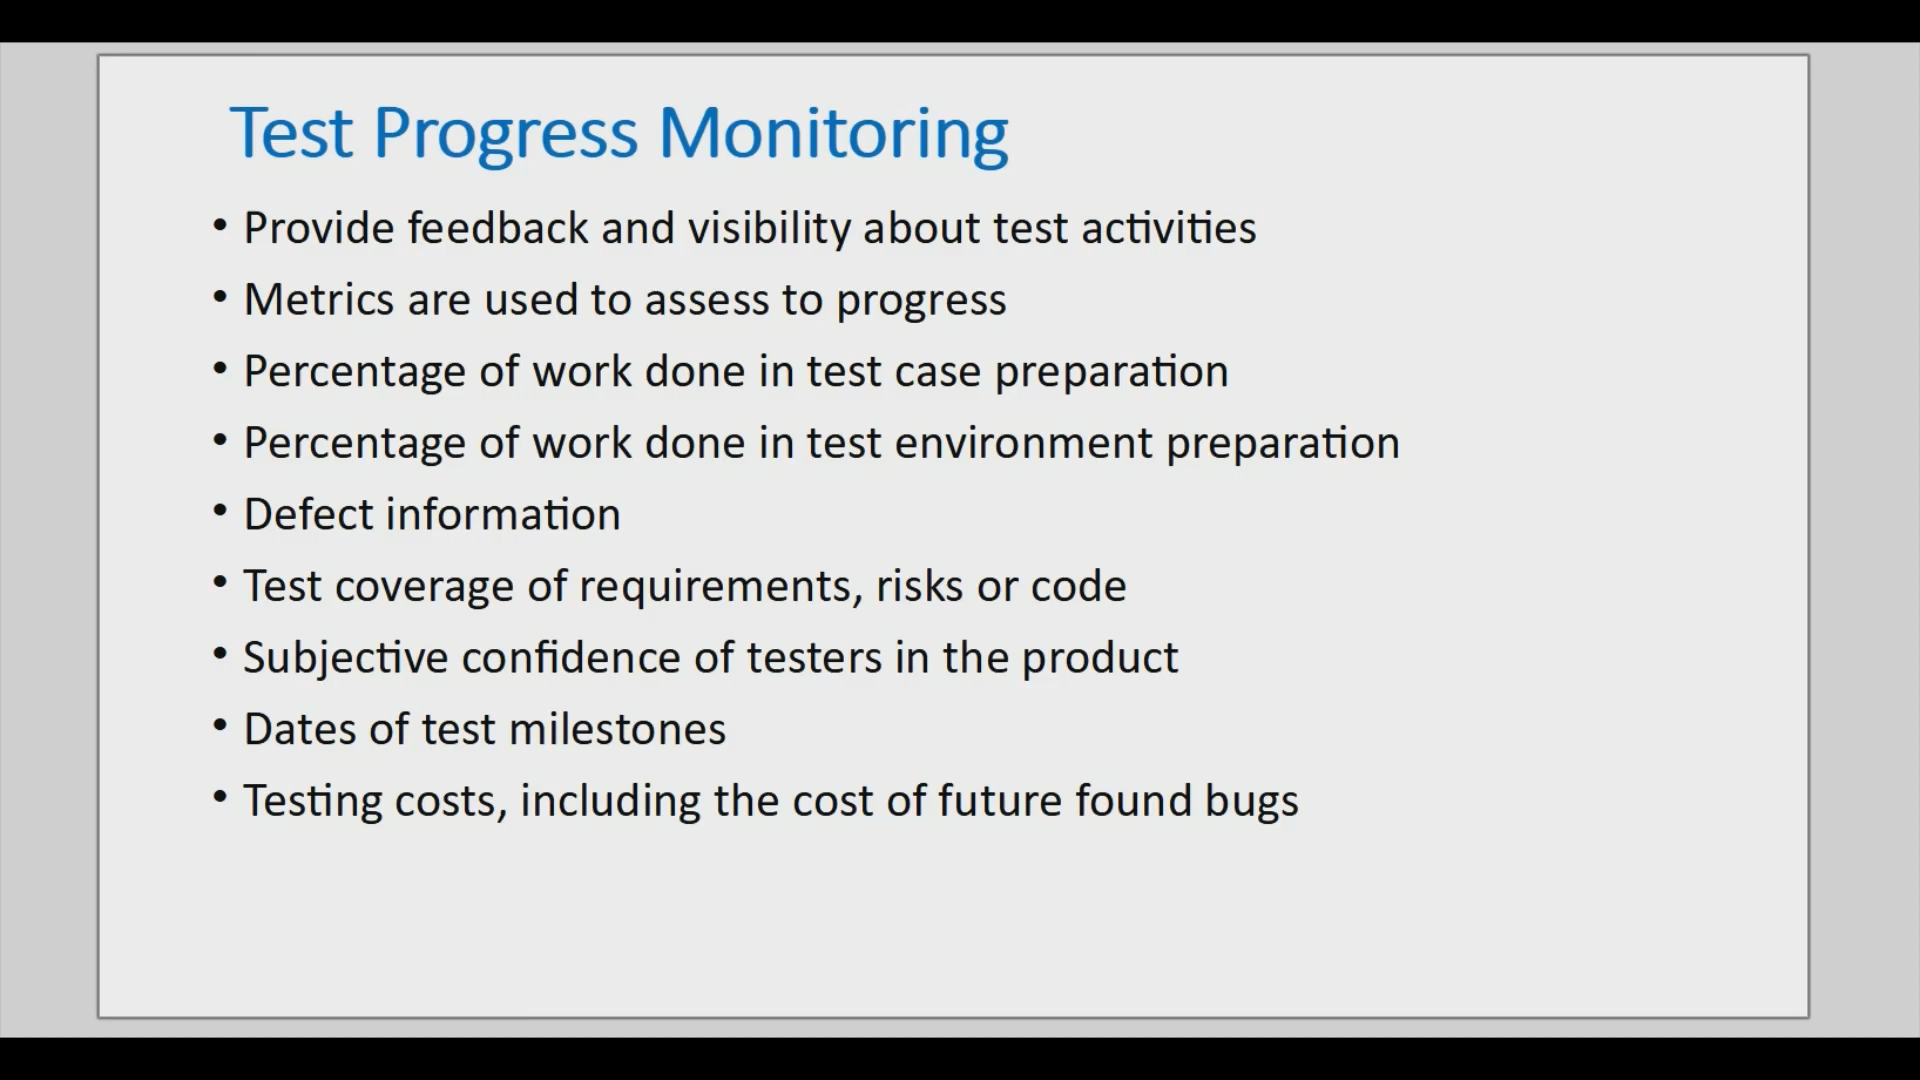 Test Progress Monitoring
• Provide feedback and visibility about test activities
• Metrics are used to assess to progress
• Percentage of work done in test case preparation
• Percentage of work done in test environment preparation
• Defect information
• Test coverage of requirements, risks or code
• Subjective confidence of testers in the product
• Dates of test milestones
• Testing costs, including the cost of future found bugs